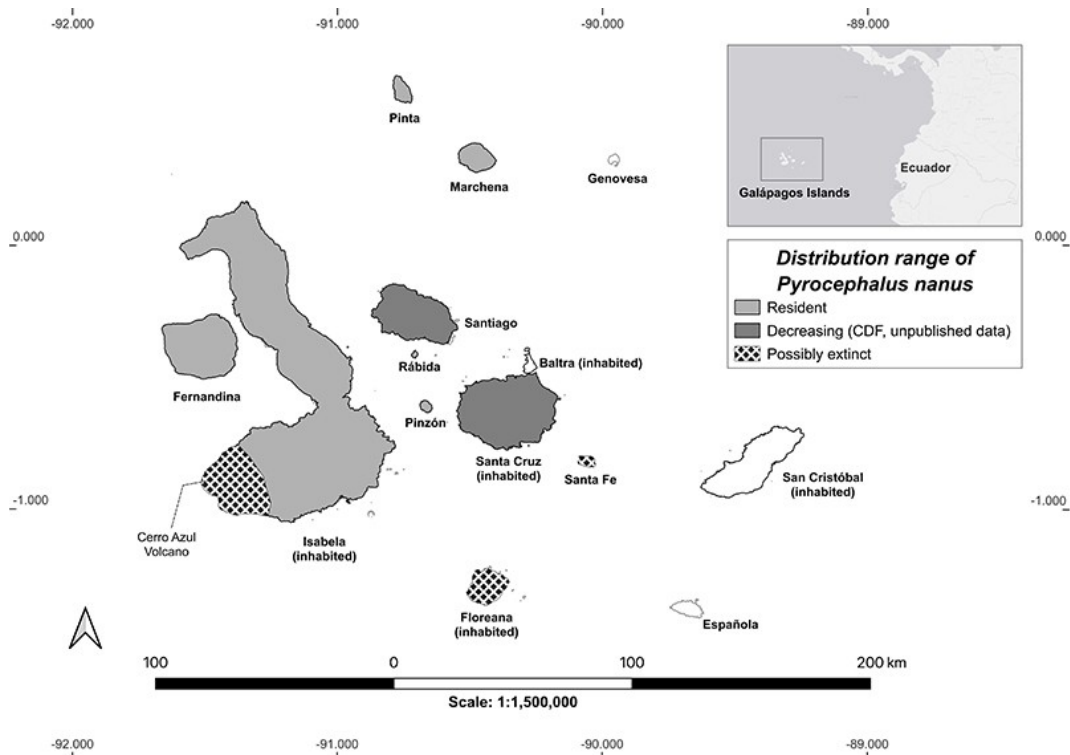 -92.000
-91.000
-90.000
-89.000
Pinta
Marchena
Genovesa
Ecuador
Galápagos Islands
0.000
0.000
Distribution range of
Pyrocephalus nanus
Resident
Decreasing (CDF, unpublished data)
Possibly extinct
Santiago
Rábida
Baltra (inhabited)
Fernandina
Pinzón
Santa Cruz
(inhabited)
Santa Fe
San Cristóbal
(inhabited)
-1.000
-1.000
Cerro Azul
Volcano
Isabela
(inhabited)
Floreana
(inhabited)
Española
100
0
100
200 km
Scale: 1:1,500,000
-92.000
-91.000
-90.000
-89.000